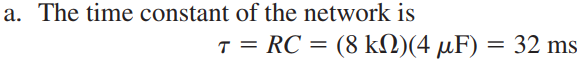 a. The time constant of the network is
τ = RC = (8 kΩ)(4 μF) = 32 ms